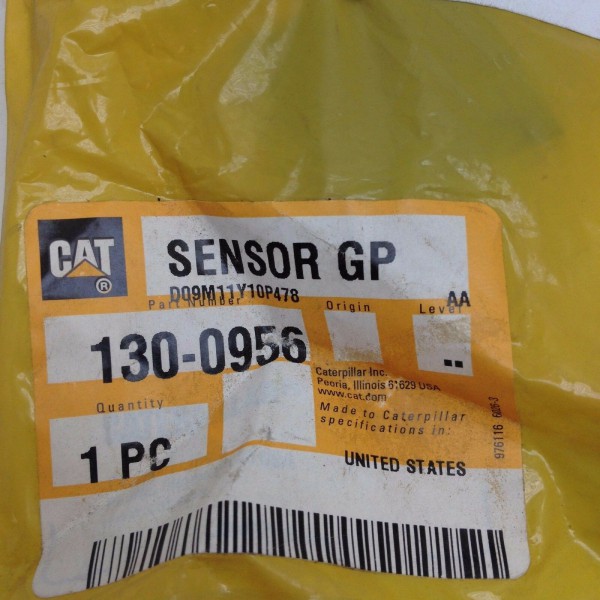 CAT®
SENSOR GP
D09M11Y10P478
Part Number
Origin
Level
AA
130-0956
..
Caterpillar Inc.
Peoria, Illinois 61629 USA
www.cat.com
Quantity
Made to Caterpillar
specifications in:
1 PC
UNITED STATES
976116